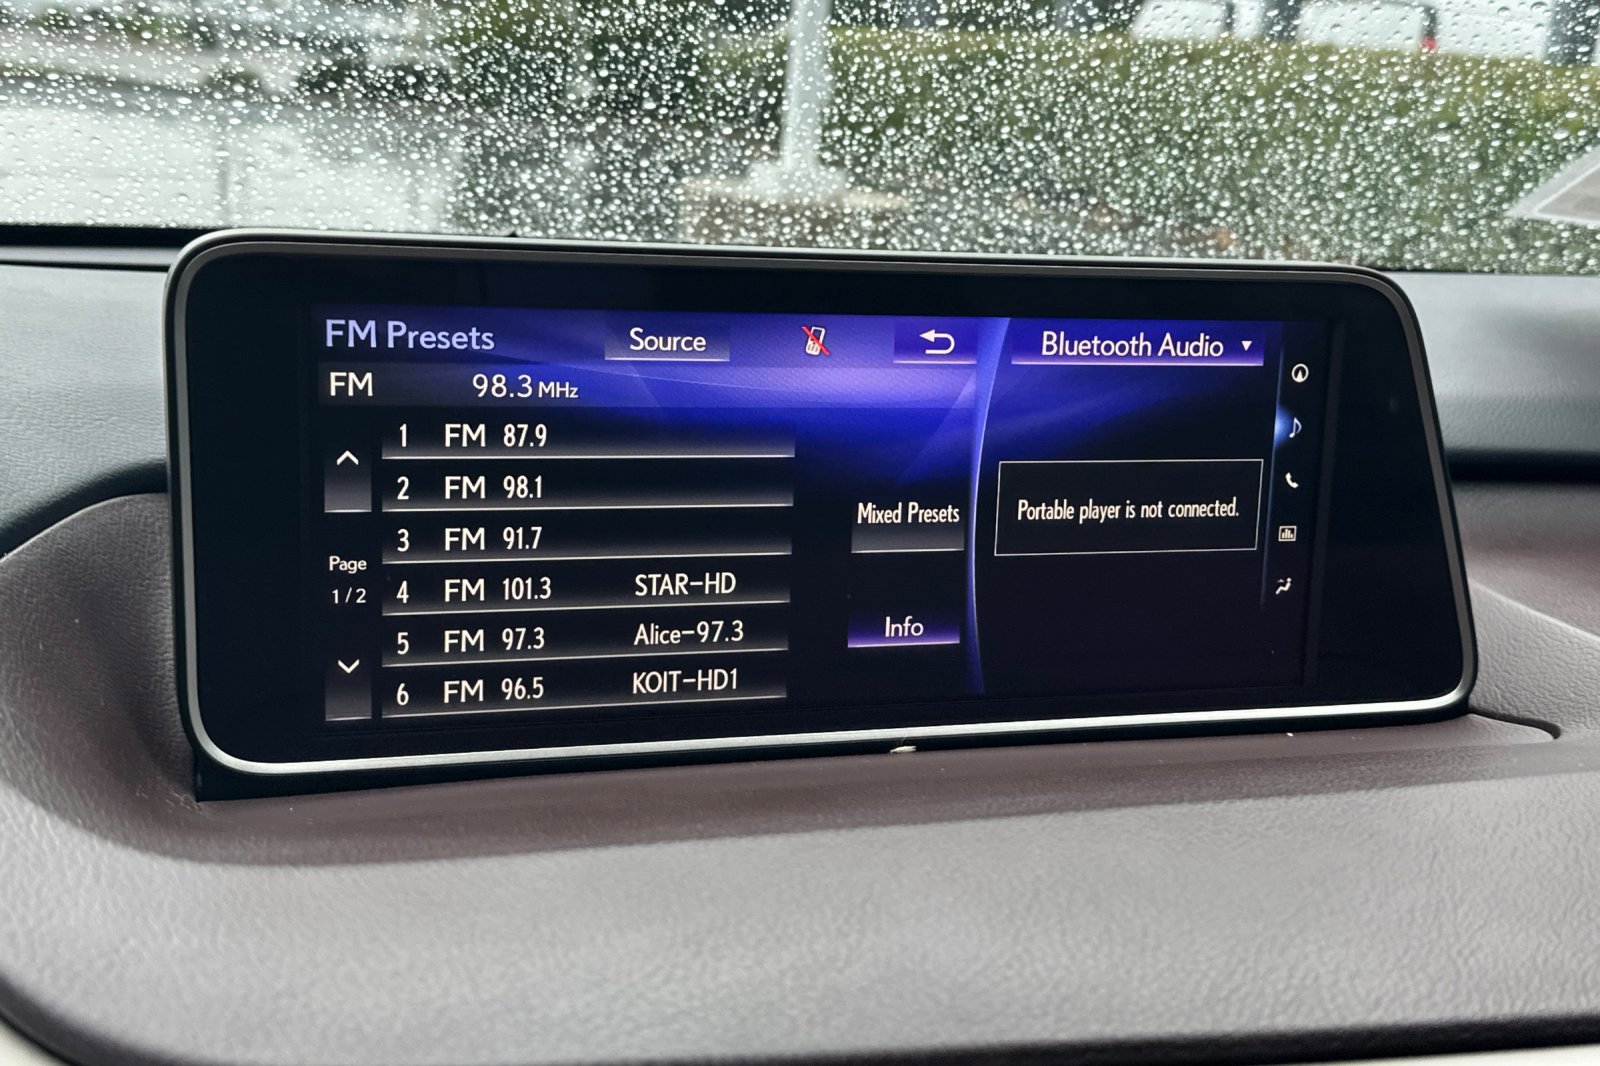 FM Presets
Source
Bluetooth Audio
FM 98.3 MHz
1 FM 87.9
2 FM 98.1
3 FM 91.7
4 FM 101.3 STAR-HD
5 FM 97.3 Alice-97.3
6 FM 96.5 KOIT-HD1
Page
1/2
Mixed Presets
Info
Portable player is not connected.